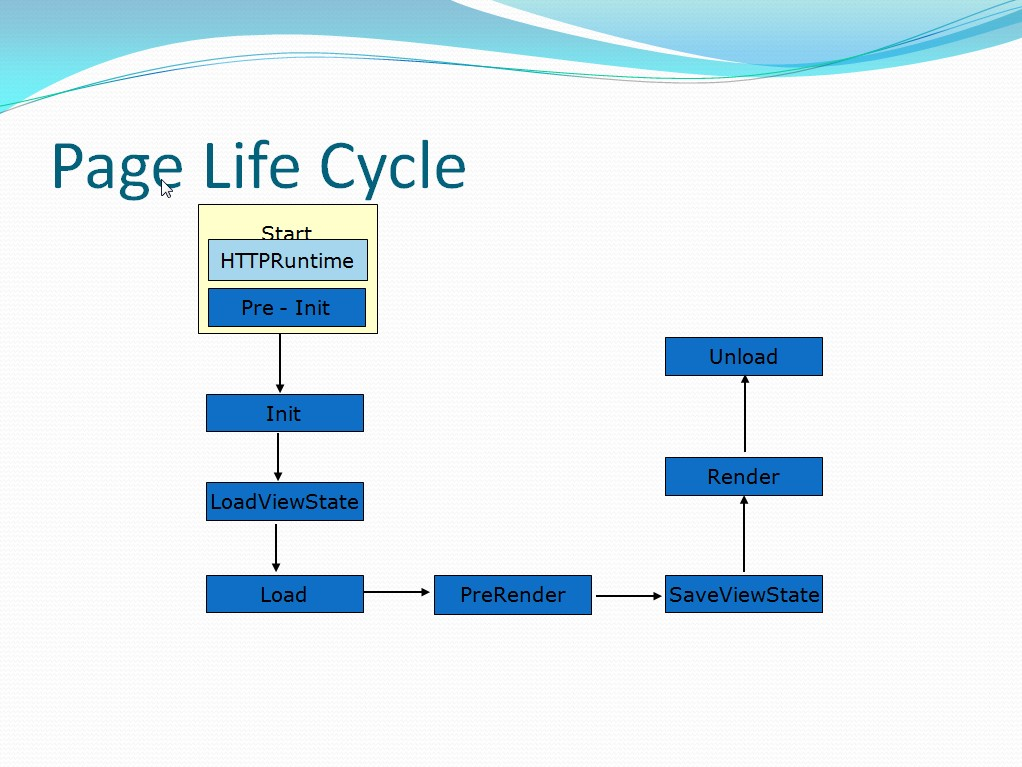 Page Life Cycle
Start
HTTPRuntime
Pre - Init
Init
LoadViewState
Load
PreRender
SaveViewState
Render
Unload